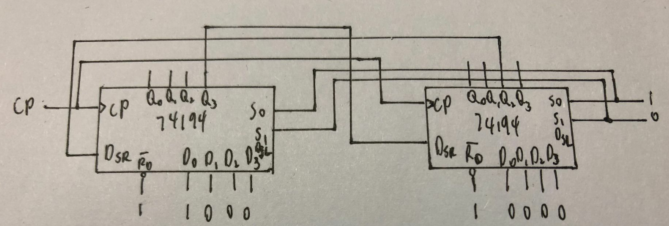 CP
CP Q0 Q1 Q2 Q3 S0
74194 S1
DSL
DSR R̅D D0 D1 D2 D3
1 1 0 0 0
CP Q0 Q1 Q2 Q3 S0 1
74194 S1 0
DSL
DSR R̅D D0 D1 D2 D3
1 0 0 0 0